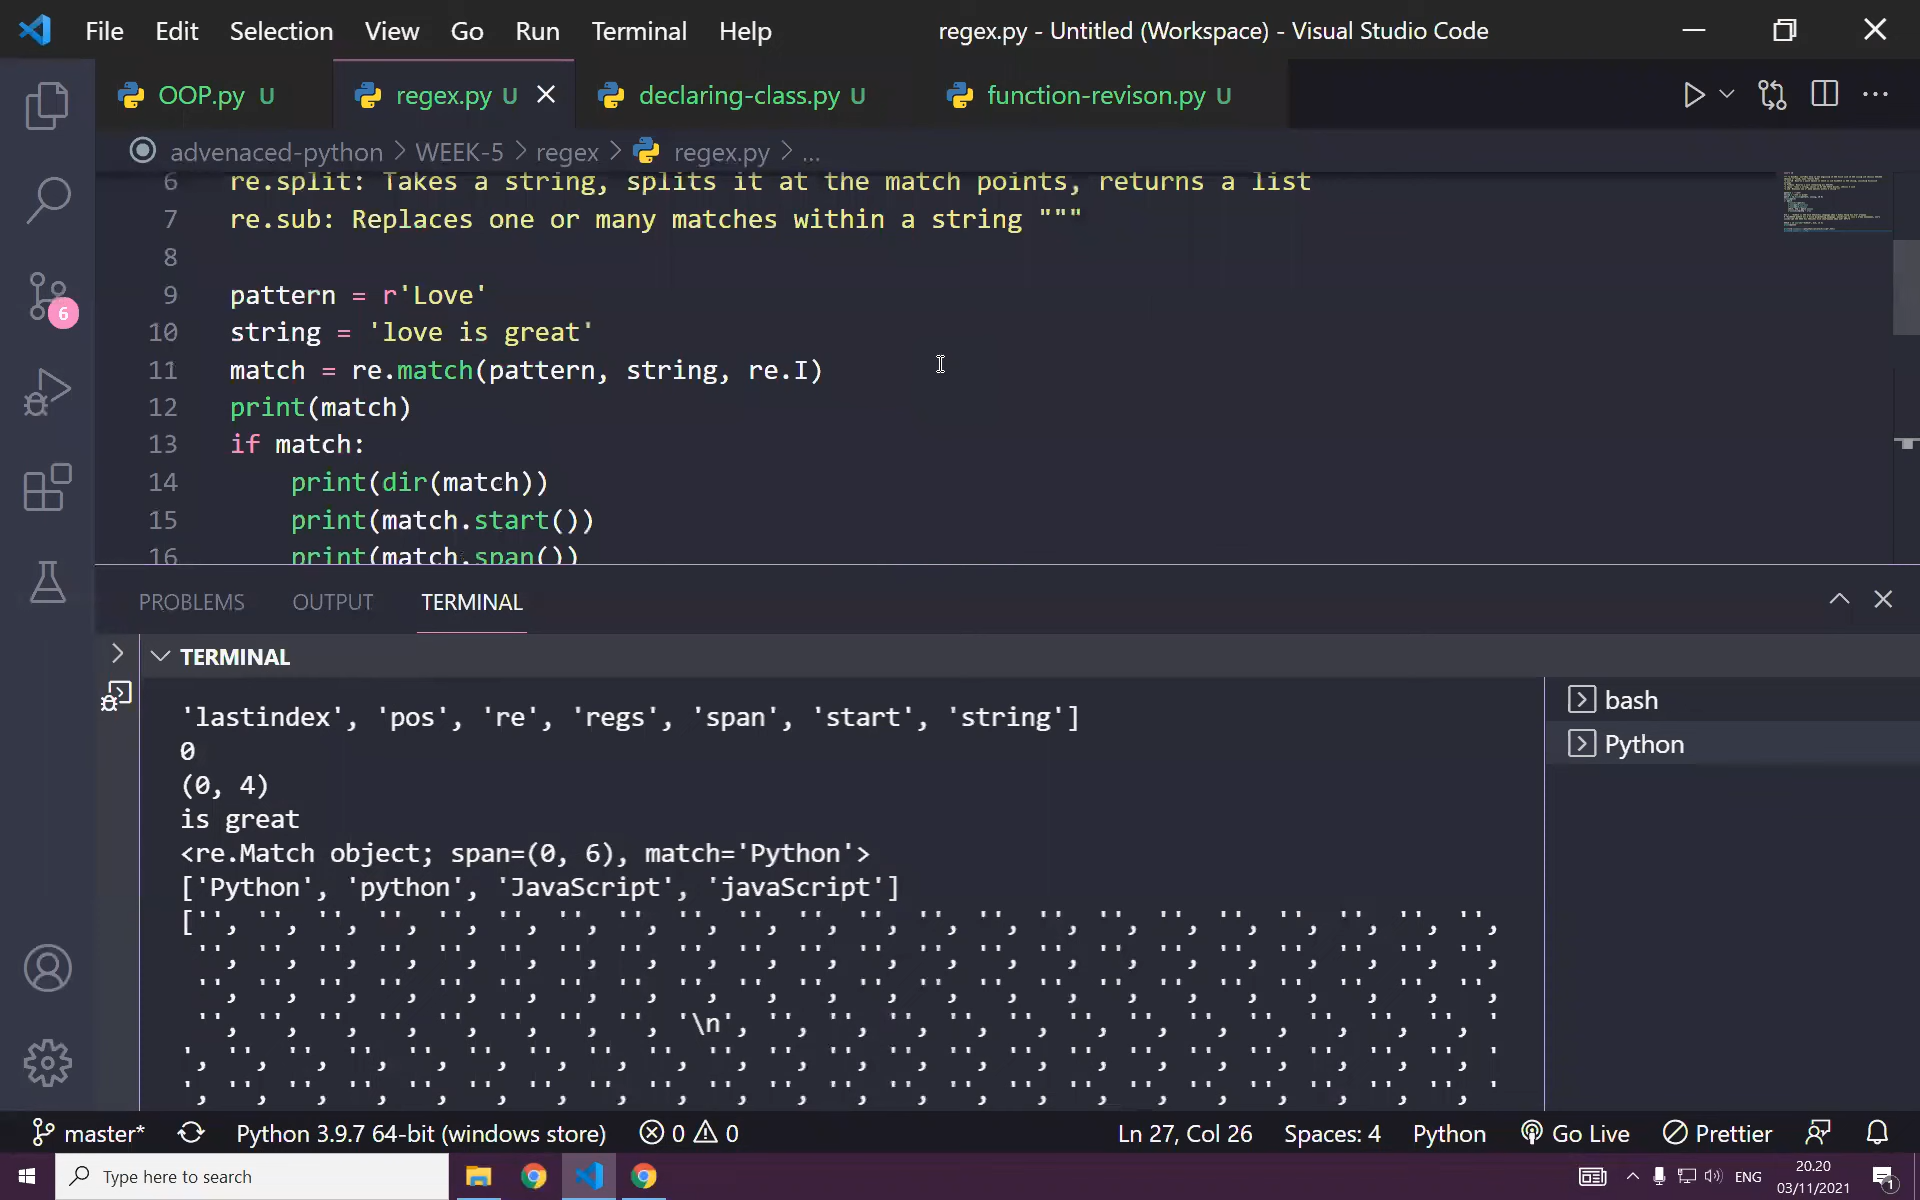 File Edit Selection View Go Run Terminal Help regex.py - Untitled (Workspace) - Visual Studio Code
OOP.py U regex.py U declaring-class.py U function-revison.py U
advenaced-python > WEEK-5 > regex > regex.py > ...
6 re.split: Takes a string, splits it at the match points, returns a list
7 re.sub: Replaces one or many matches within a string """
8
9 pattern = r'Love'
10 string = 'love is great'
11 match = re.match(pattern, string, re.I)
12 print(match)
13 if match:
14 print(dir(match))
15 print(match.start())
16 print(match.span())
6
PROBLEMS OUTPUT TERMINAL
TERMINAL
'lastindex', 'pos', 're', 'regs', 'span', 'start', 'string']
0
(0, 4)
is great
<re.Match object; span=(0, 6), match='Python'>
['Python', 'python', 'JavaScript', 'javaScript']
['', '', '', '', '', '', '', '', '', '', '', '', '', '', '', '', '', '', '', '', '', '',
'', '', '', '', '', '', '', '', '', '', '', '', '', '', '', '', '', '', '', '', '', '',
'', '', '', '', '', '', '', '', '', '', '', '', '', '', '', '', '', '', '', '', '', '',
'', '', '', '', '', '', '', '', '\n', '', '', '', '', '', '', '', '', '', '', '', '', '
', '', '', '', '', '', '', '', '', '', '', '', '', '', '', '', '', '', '', '', '', '', '
', '', '', '', '', '', '', '', '', '', '', '', '', '', '', '', '', '', '', '', '', '', '
bash
Python
master* Python 3.9.7 64-bit (windows store) 0 0 Ln 27, Col 26 Spaces: 4 Python Go Live Prettier
Type here to search ENG 20.20
03/11/2021 1